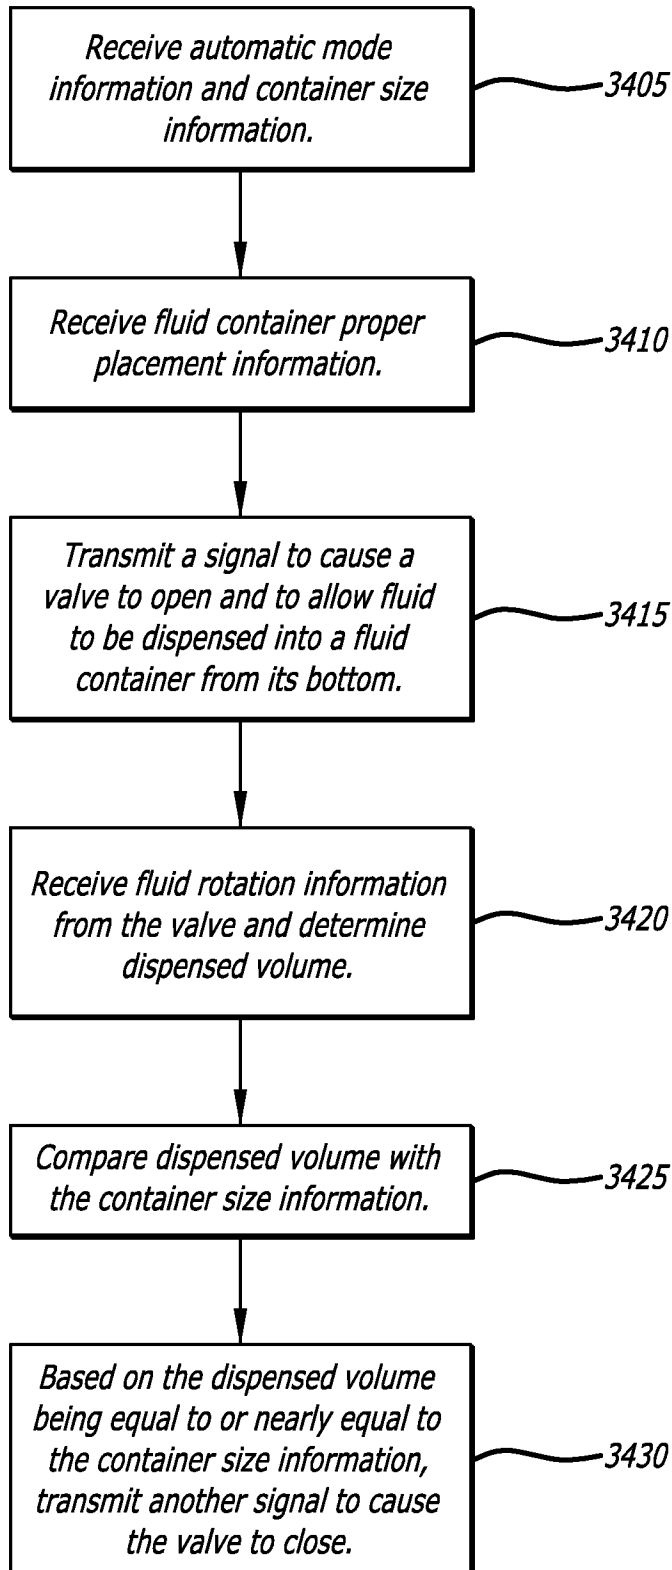 Receive automatic mode
information and container size
information.
3405
Receive fluid container proper
placement information.
3410
Transmit a signal to cause a
valve to open and to allow fluid
to be dispensed into a fluid
container from its bottom.
3415
Receive fluid rotation information
from the valve and determine
dispensed volume.
3420
Compare dispensed volume with
the container size information.
3425
Based on the dispensed volume
being equal to or nearly equal to
the container size information,
transmit another signal to cause
the valve to close.
3430